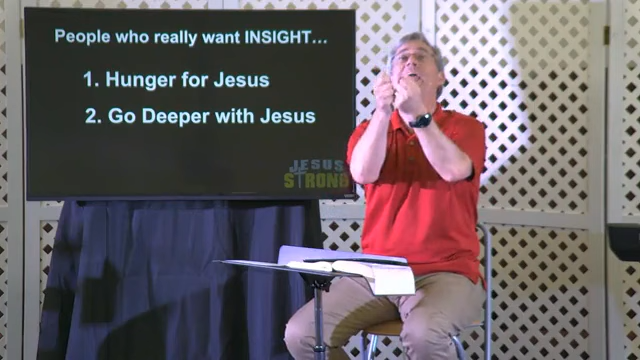 People who really want INSIGHT...
1. Hunger for Jesus
2. Go Deeper with Jesus
JESUS
STRONG